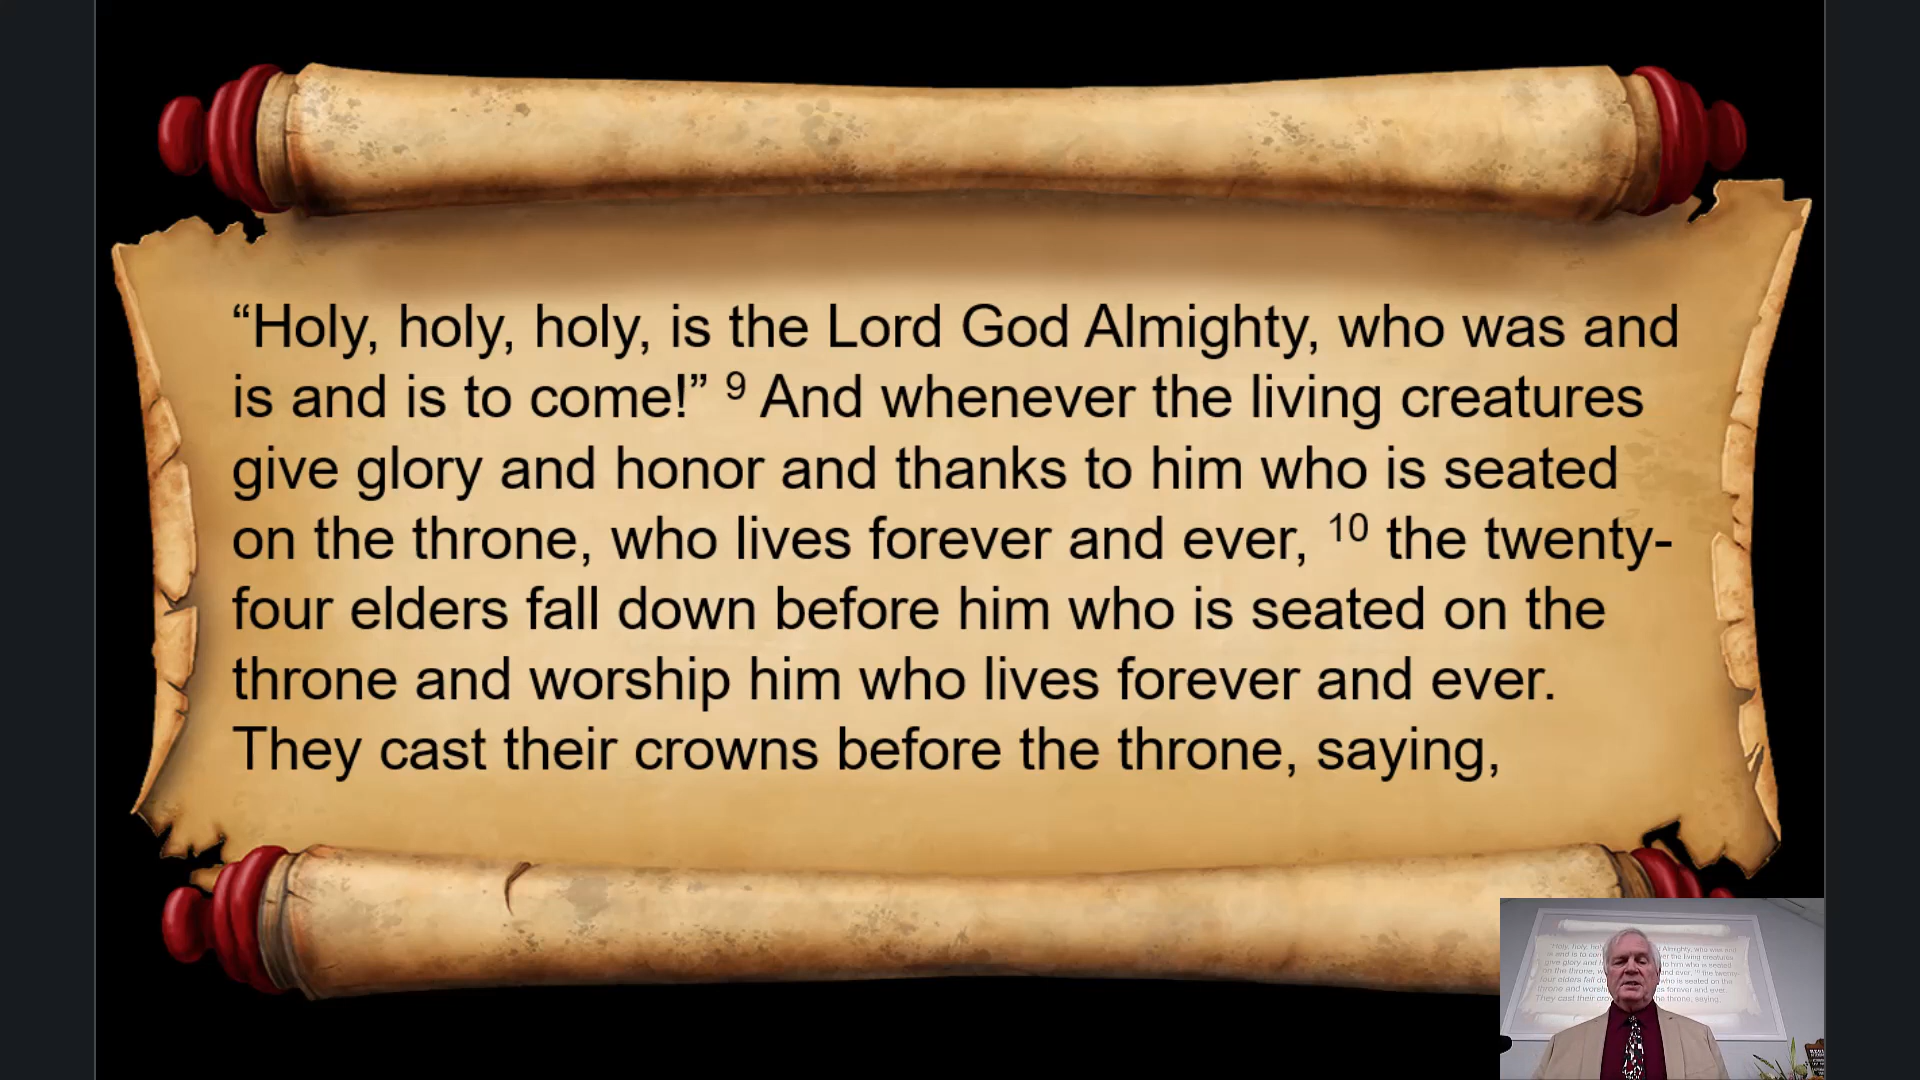 “Holy, holy, holy, is the Lord God Almighty, who was and
is and is to come!” 9 And whenever the living creatures
give glory and honor and thanks to him who is seated
on the throne, who lives forever and ever, 10 the twenty-
four elders fall down before him who is seated on the
throne and worship him who lives forever and ever.
They cast their crowns before the throne, saying,